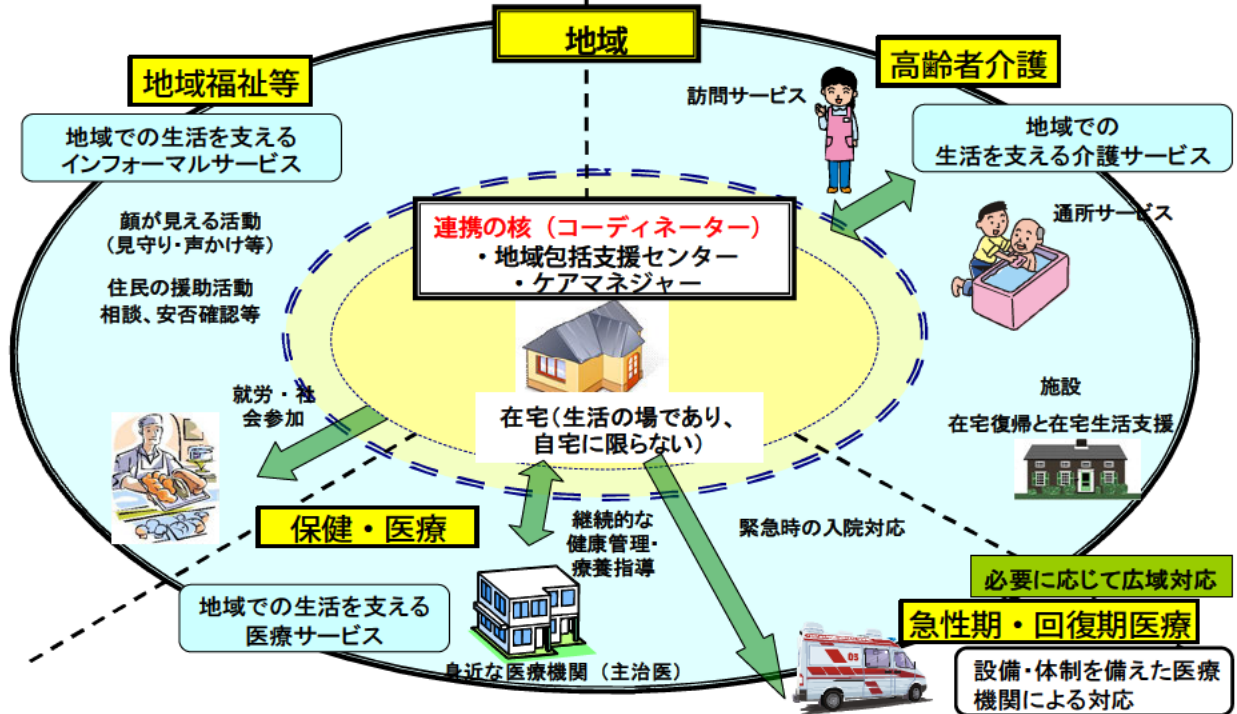 地域
地域福祉等
高齢者介護
訪問サービス
地域での生活を支える
インフォーマルサービス
地域での
生活を支える介護サービス
顔が見える活動
（見守り・声かけ等）
住民の援助活動
相談、安否確認等
連携の核（コーディネーター）
・地域包括支援センター
・ケアマネジャー
通所サービス
就労・社
会参加
在宅（生活の場であり、
自宅に限らない）
施設
在宅復帰と在宅生活支援
保健・医療
継続的な
健康管理・
療養指導
緊急時の入院対応
地域での生活を支える
医療サービス
身近な医療機関（主治医）
必要に応じて広域対応
急性期・回復期医療
03
設備・体制を備えた医療
機関による対応